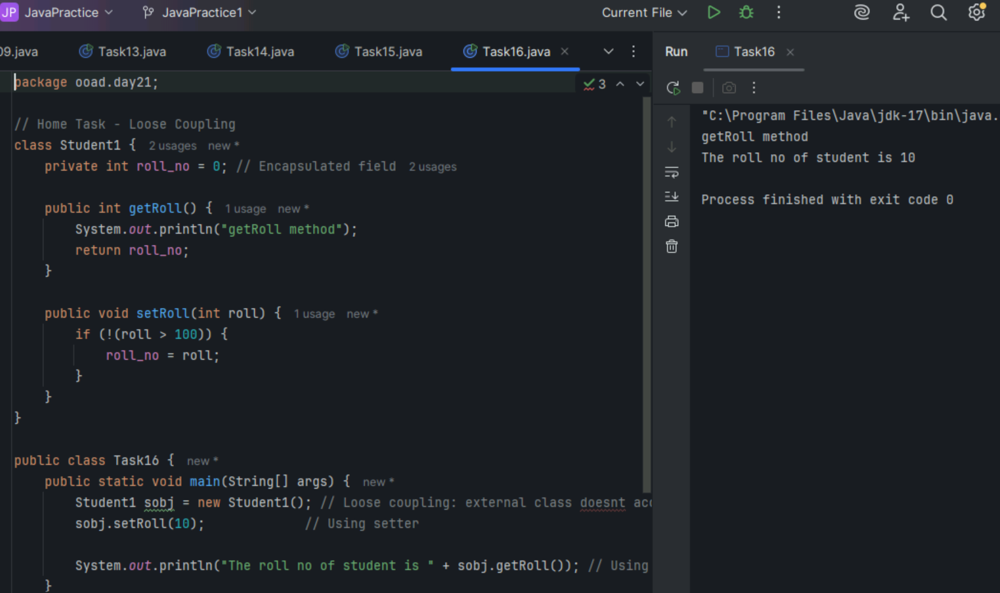 JP JavaPractice JavaPractice1 Current File
09.java Task13.java Task14.java Task15.java Task16.java
package ooad.day21; 3
// Home Task - Loose Coupling
class Student1 { 2 usages new *
private int roll_no = 0; // Encapsulated field 2 usages
public int getRoll() { 1 usage new *
System.out.println("getRoll method");
return roll_no;
}
public void setRoll(int roll) { 1 usage new *
if (!(roll > 100)) {
roll_no = roll;
}
}
}
public class Task16 { new *
public static void main(String[] args) { new *
Student1 sobj = new Student1(); // Loose coupling: external class doesnt
sobj.setRoll(10); // Using setter
System.out.println("The roll no of student is " + sobj.getRoll()); // Using
}
Run Task16
"C:\Program Files\Java\jdk-17\bin\java.
getRoll method
The roll no of student is 10
Process finished with exit code 0